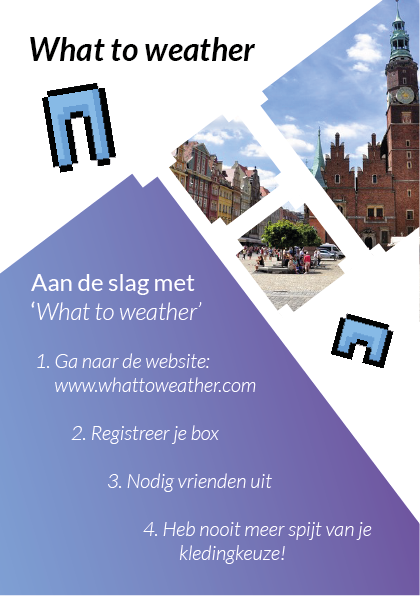 What to weather
Aan de slag met
‘What to weather’
1. Ga naar de website:
www.whattoweather.com
2. Registreer je box
3. Nodig vrienden uit
4. Heb nooit meer spijt van je
kledingkeuze!